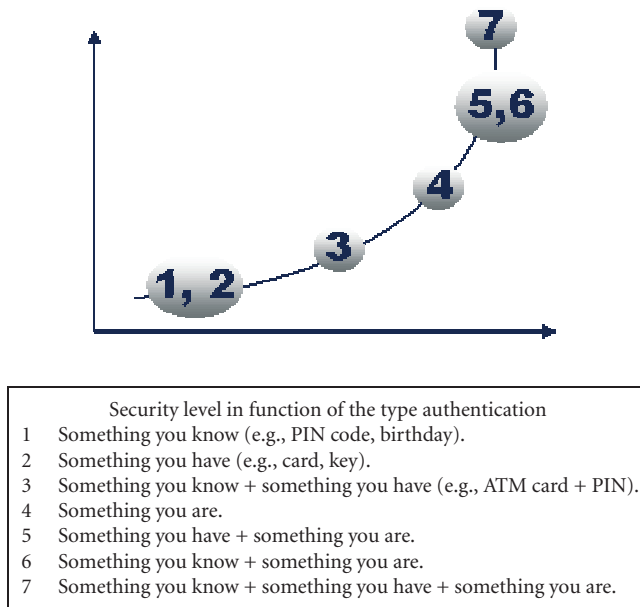 7
5,6
4
3
1, 2
Security level in function of the type authentication
1 Something you know (e.g., PIN code, birthday).
2 Something you have (e.g., card, key).
3 Something you know + something you have (e.g., ATM card + PIN).
4 Something you are.
5 Something you have + something you are.
6 Something you know + something you are.
7 Something you know + something you have + something you are.